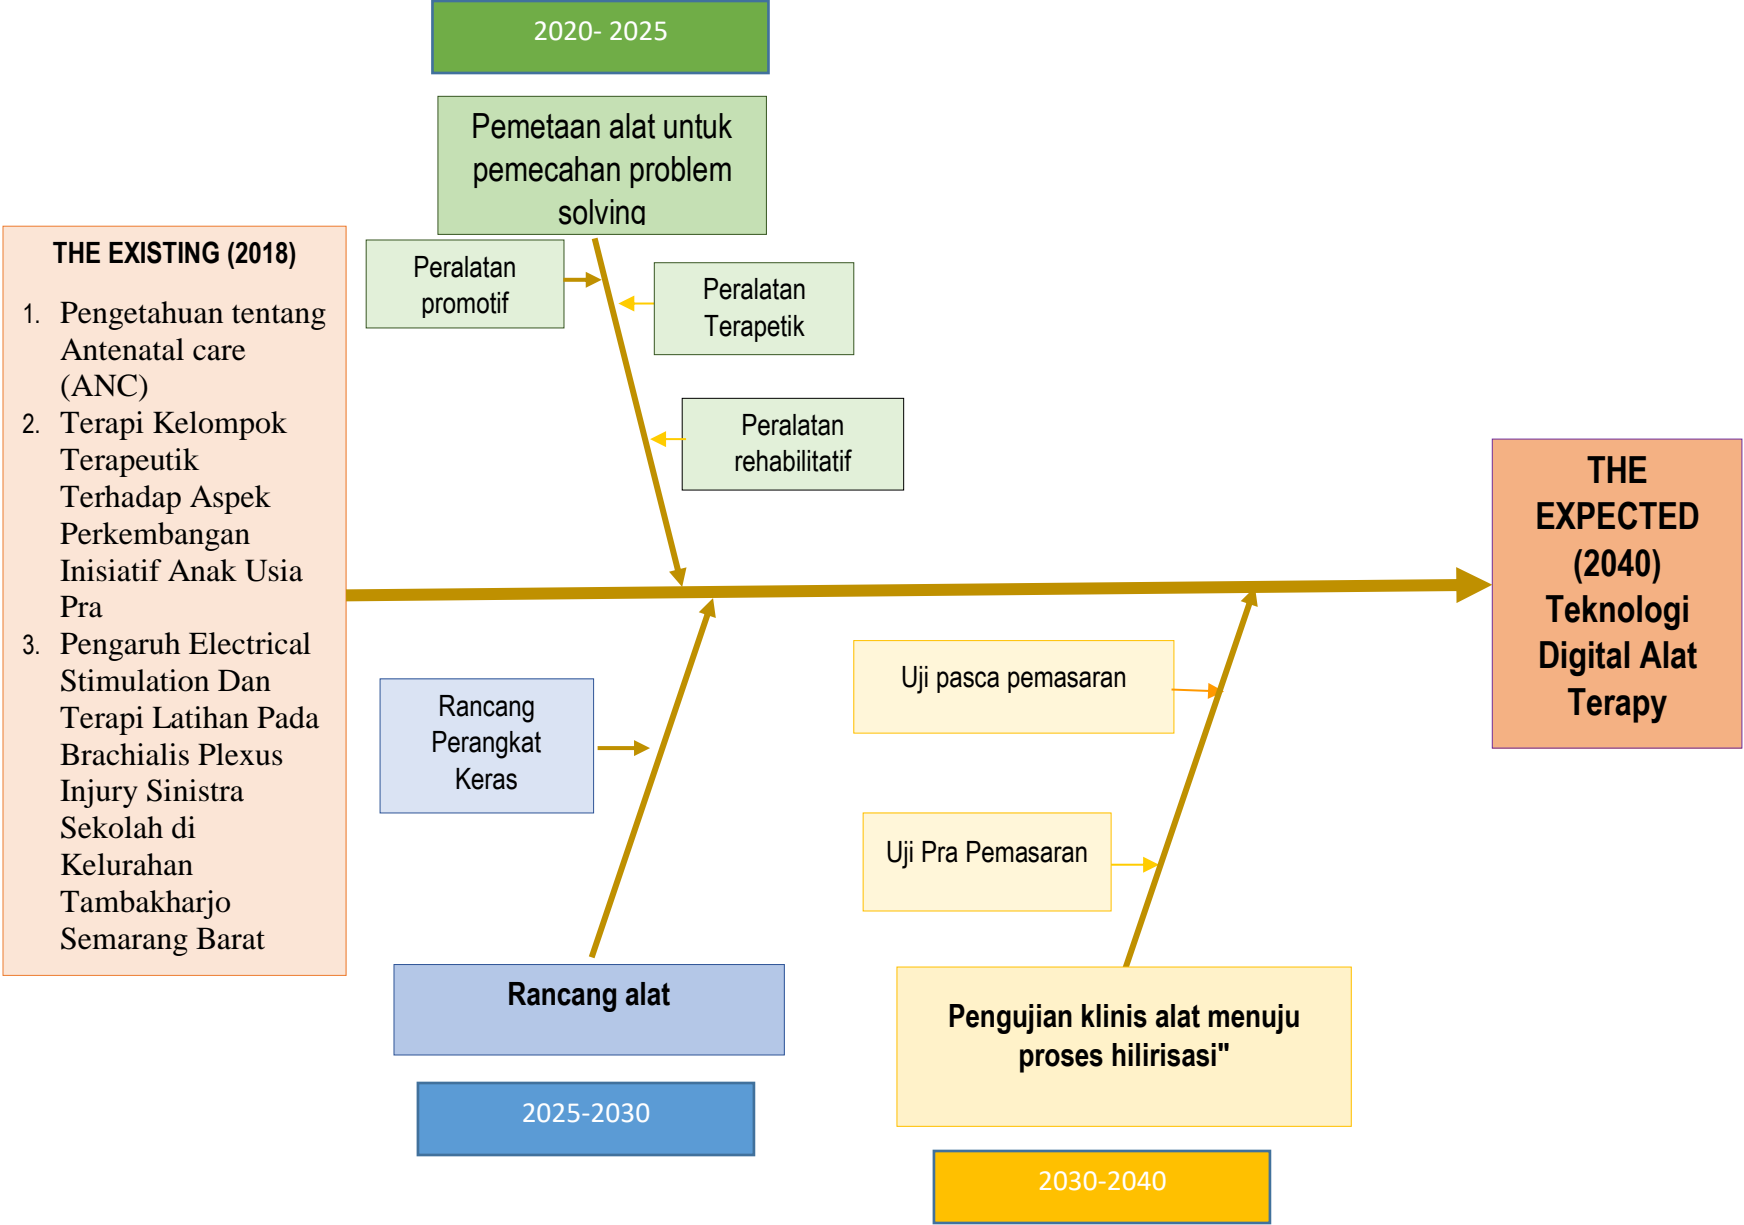 2020- 2025
Pemetaan alat untuk
pemecahan problem
solving
THE EXISTING (2018)
1. Pengetahuan tentang
Antenatal care
(ANC)
2. Terapi Kelompok
Terapeutik
Terhadap Aspek
Perkembangan
Inisiatif Anak Usia
Pra
3. Pengaruh Electrical
Stimulation Dan
Terapi Latihan Pada
Brachialis Plexus
Injury Sinistra
Sekolah di
Kelurahan
Tambakharjo
Semarang Barat
Peralatan
promotif
Peralatan
Terapetik
Peralatan
rehabilitatif
THE
EXPECTED
(2040)
Teknologi
Digital Alat
Terapy
Rancang
Perangkat
Keras
Uji pasca pemasaran
Uji Pra Pemasaran
Rancang alat
Pengujian klinis alat menuju
proses hilirisasi"
2025-2030
2030-2040